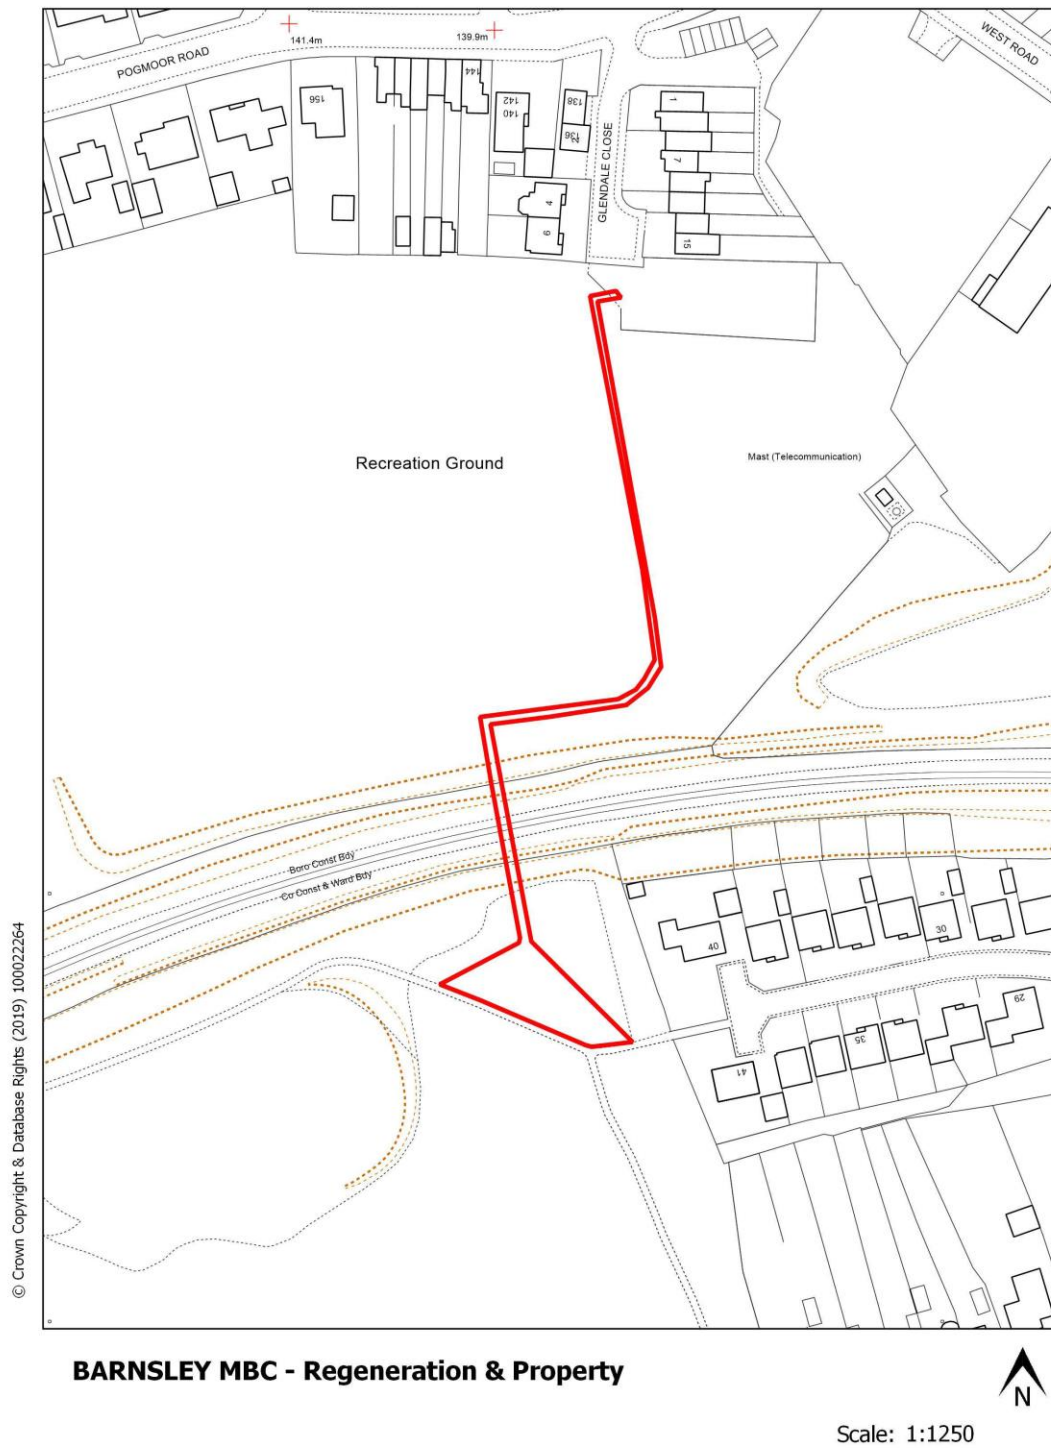 141.4m
139.9m
WEST ROAD
POGMOOR ROAD
156
144
142
140
138
136
2
1
7
GLENDALE CLOSE
4
6
15
Recreation Ground
Mast (Telecommunication)
Boro Const Bdy
Co Const & Ward Bdy
40
30
29
35
41
© Crown Copyright & Database Rights (2019) 100022264
BARNSLEY MBC - Regeneration & Property
N
Scale: 1:1250